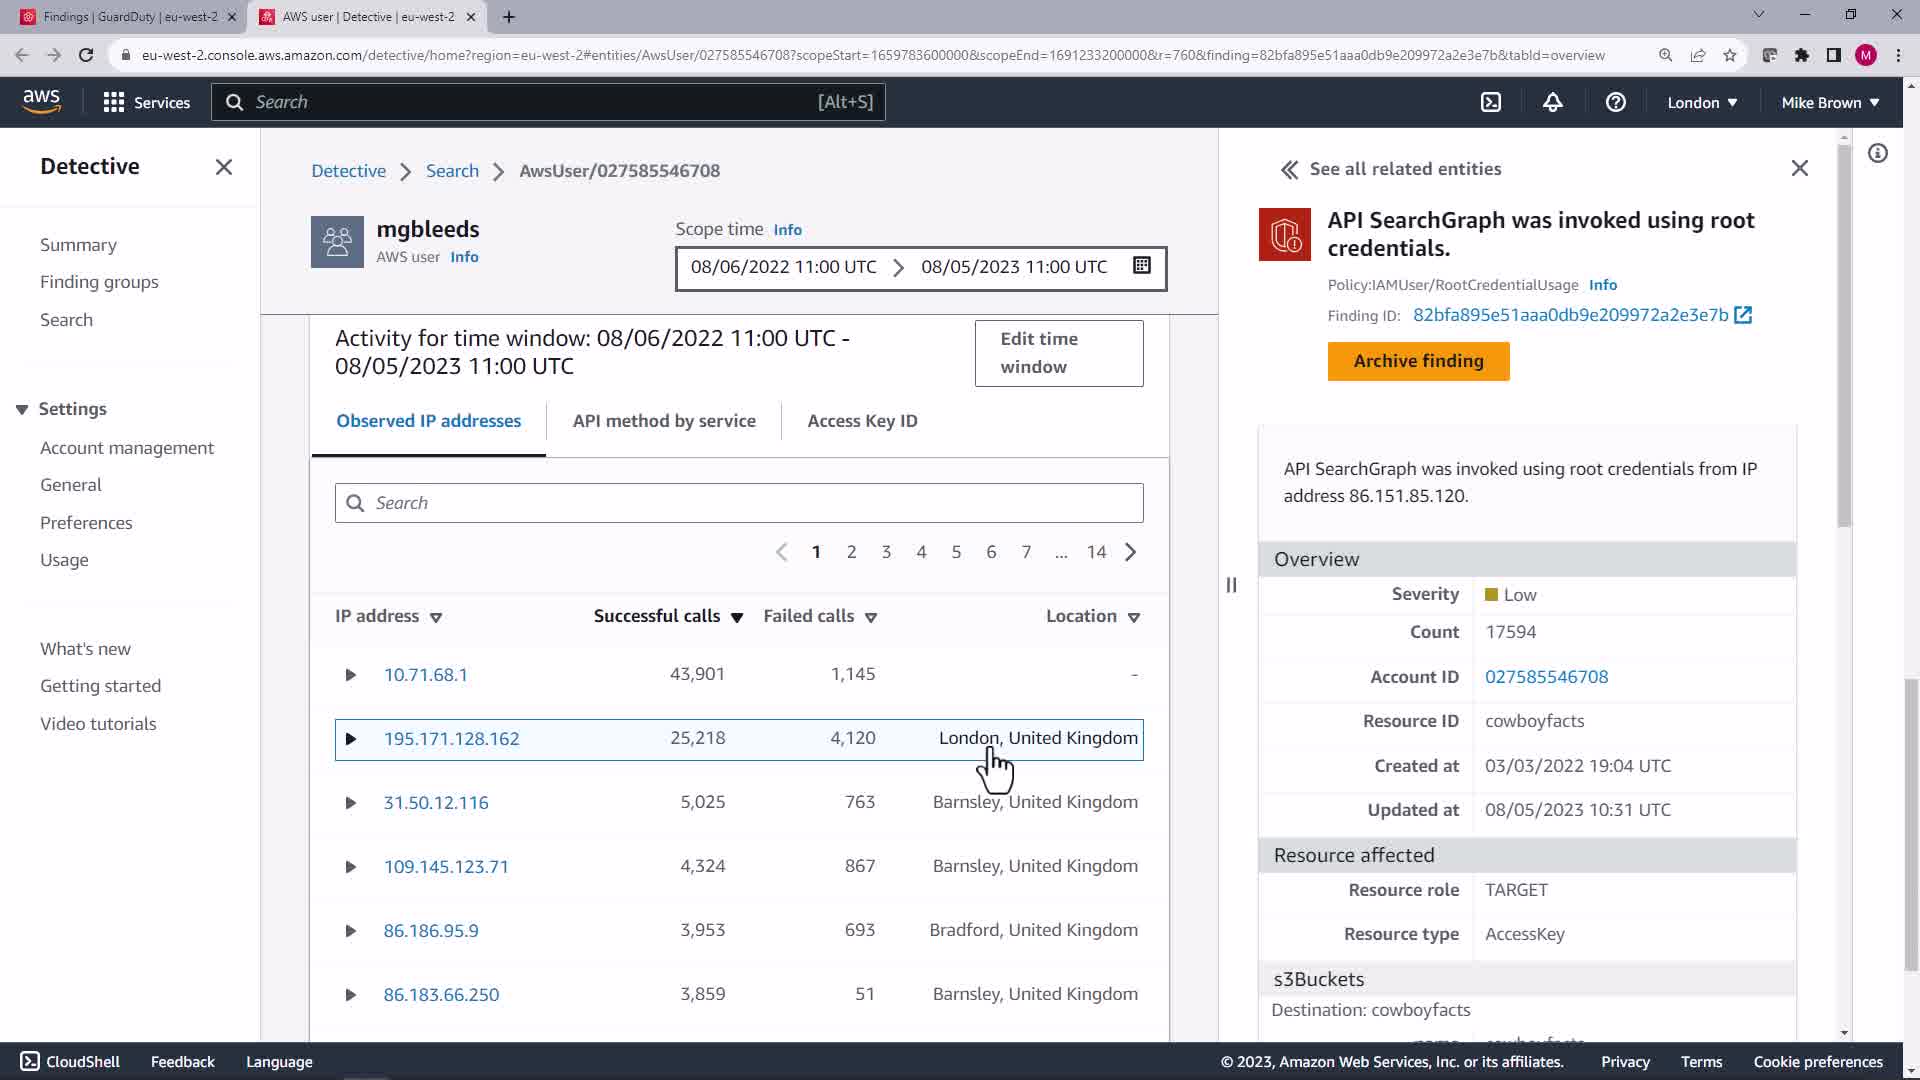 Findings | GuardDuty | eu-west-2
AWS user | Detective | eu-west-2
eu-west-2.console.aws.amazon.com/detective/home?region=eu-west-2#entities/AwsUser/027585546708?scopeStart=1659783600000&scopeEnd=1691233200000&r=760&finding=82bfa895e51aaa0db9e209972a2e3e7b&tabId=overview
M
aws
Services
Search
[Alt+S]
London
Mike Brown
Detective
Summary
Finding groups
Search
Settings
Account management
General
Preferences
Usage
What's new
Getting started
Video tutorials
Detective
Search
AwsUser/027585546708
mgbleeds
AWS user Info
Scope time Info
08/06/2022 11:00 UTC
08/05/2023 11:00 UTC
Activity for time window: 08/06/2022 11:00 UTC -
08/05/2023 11:00 UTC
Edit time
window
Observed IP addresses
API method by service
Access Key ID
Search
1 2 3 4 5 6 7 ... 14
IP address Successful calls Failed calls Location
10.71.68.1 43,901 1,145 -
195.171.128.162 25,218 4,120 London, United Kingdom
31.50.12.116 5,025 763 Barnsley, United Kingdom
109.145.123.71 4,324 867 Barnsley, United Kingdom
86.186.95.9 3,953 693 Bradford, United Kingdom
86.183.66.250 3,859 51 Barnsley, United Kingdom
See all related entities
API SearchGraph was invoked using root
credentials.
Policy:IAMUser/RootCredentialUsage Info
Finding ID: 82bfa895e51aaa0db9e209972a2e3e7b
Archive finding
API SearchGraph was invoked using root credentials from IP
address 86.151.85.120.
Overview
Severity Low
Count 17594
Account ID 027585546708
Resource ID cowboyfacts
Created at 03/03/2022 19:04 UTC
Updated at 08/05/2023 10:31 UTC
Resource affected
Resource role TARGET
Resource type AccessKey
s3Buckets
Destination: cowboyfacts
CloudShell
Feedback
Language
© 2023, Amazon Web Services, Inc. or its affiliates.
Privacy
Terms
Cookie preferences